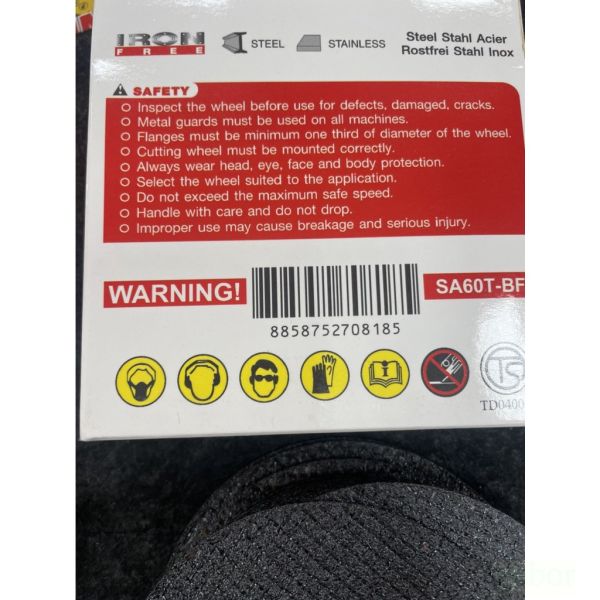 IRON
FREE
STEEL
STAINLESS
Steel Stahl Acier
Rostfrei Stahl Inox
SAFETY
Inspect the wheel before use for defects, damaged, cracks.
Metal guards must be used on all machines.
Flanges must be minimum one third of diameter of the wheel.
Cutting wheel must be mounted correctly.
Always wear head, eye, face and body protection.
Select the wheel suited to the application.
Do not exceed the maximum safe speed.
Handle with care and do not drop.
Improper use may cause breakage and serious injury.
WARNING!
SA60T-BF
8858752708185
TD0400